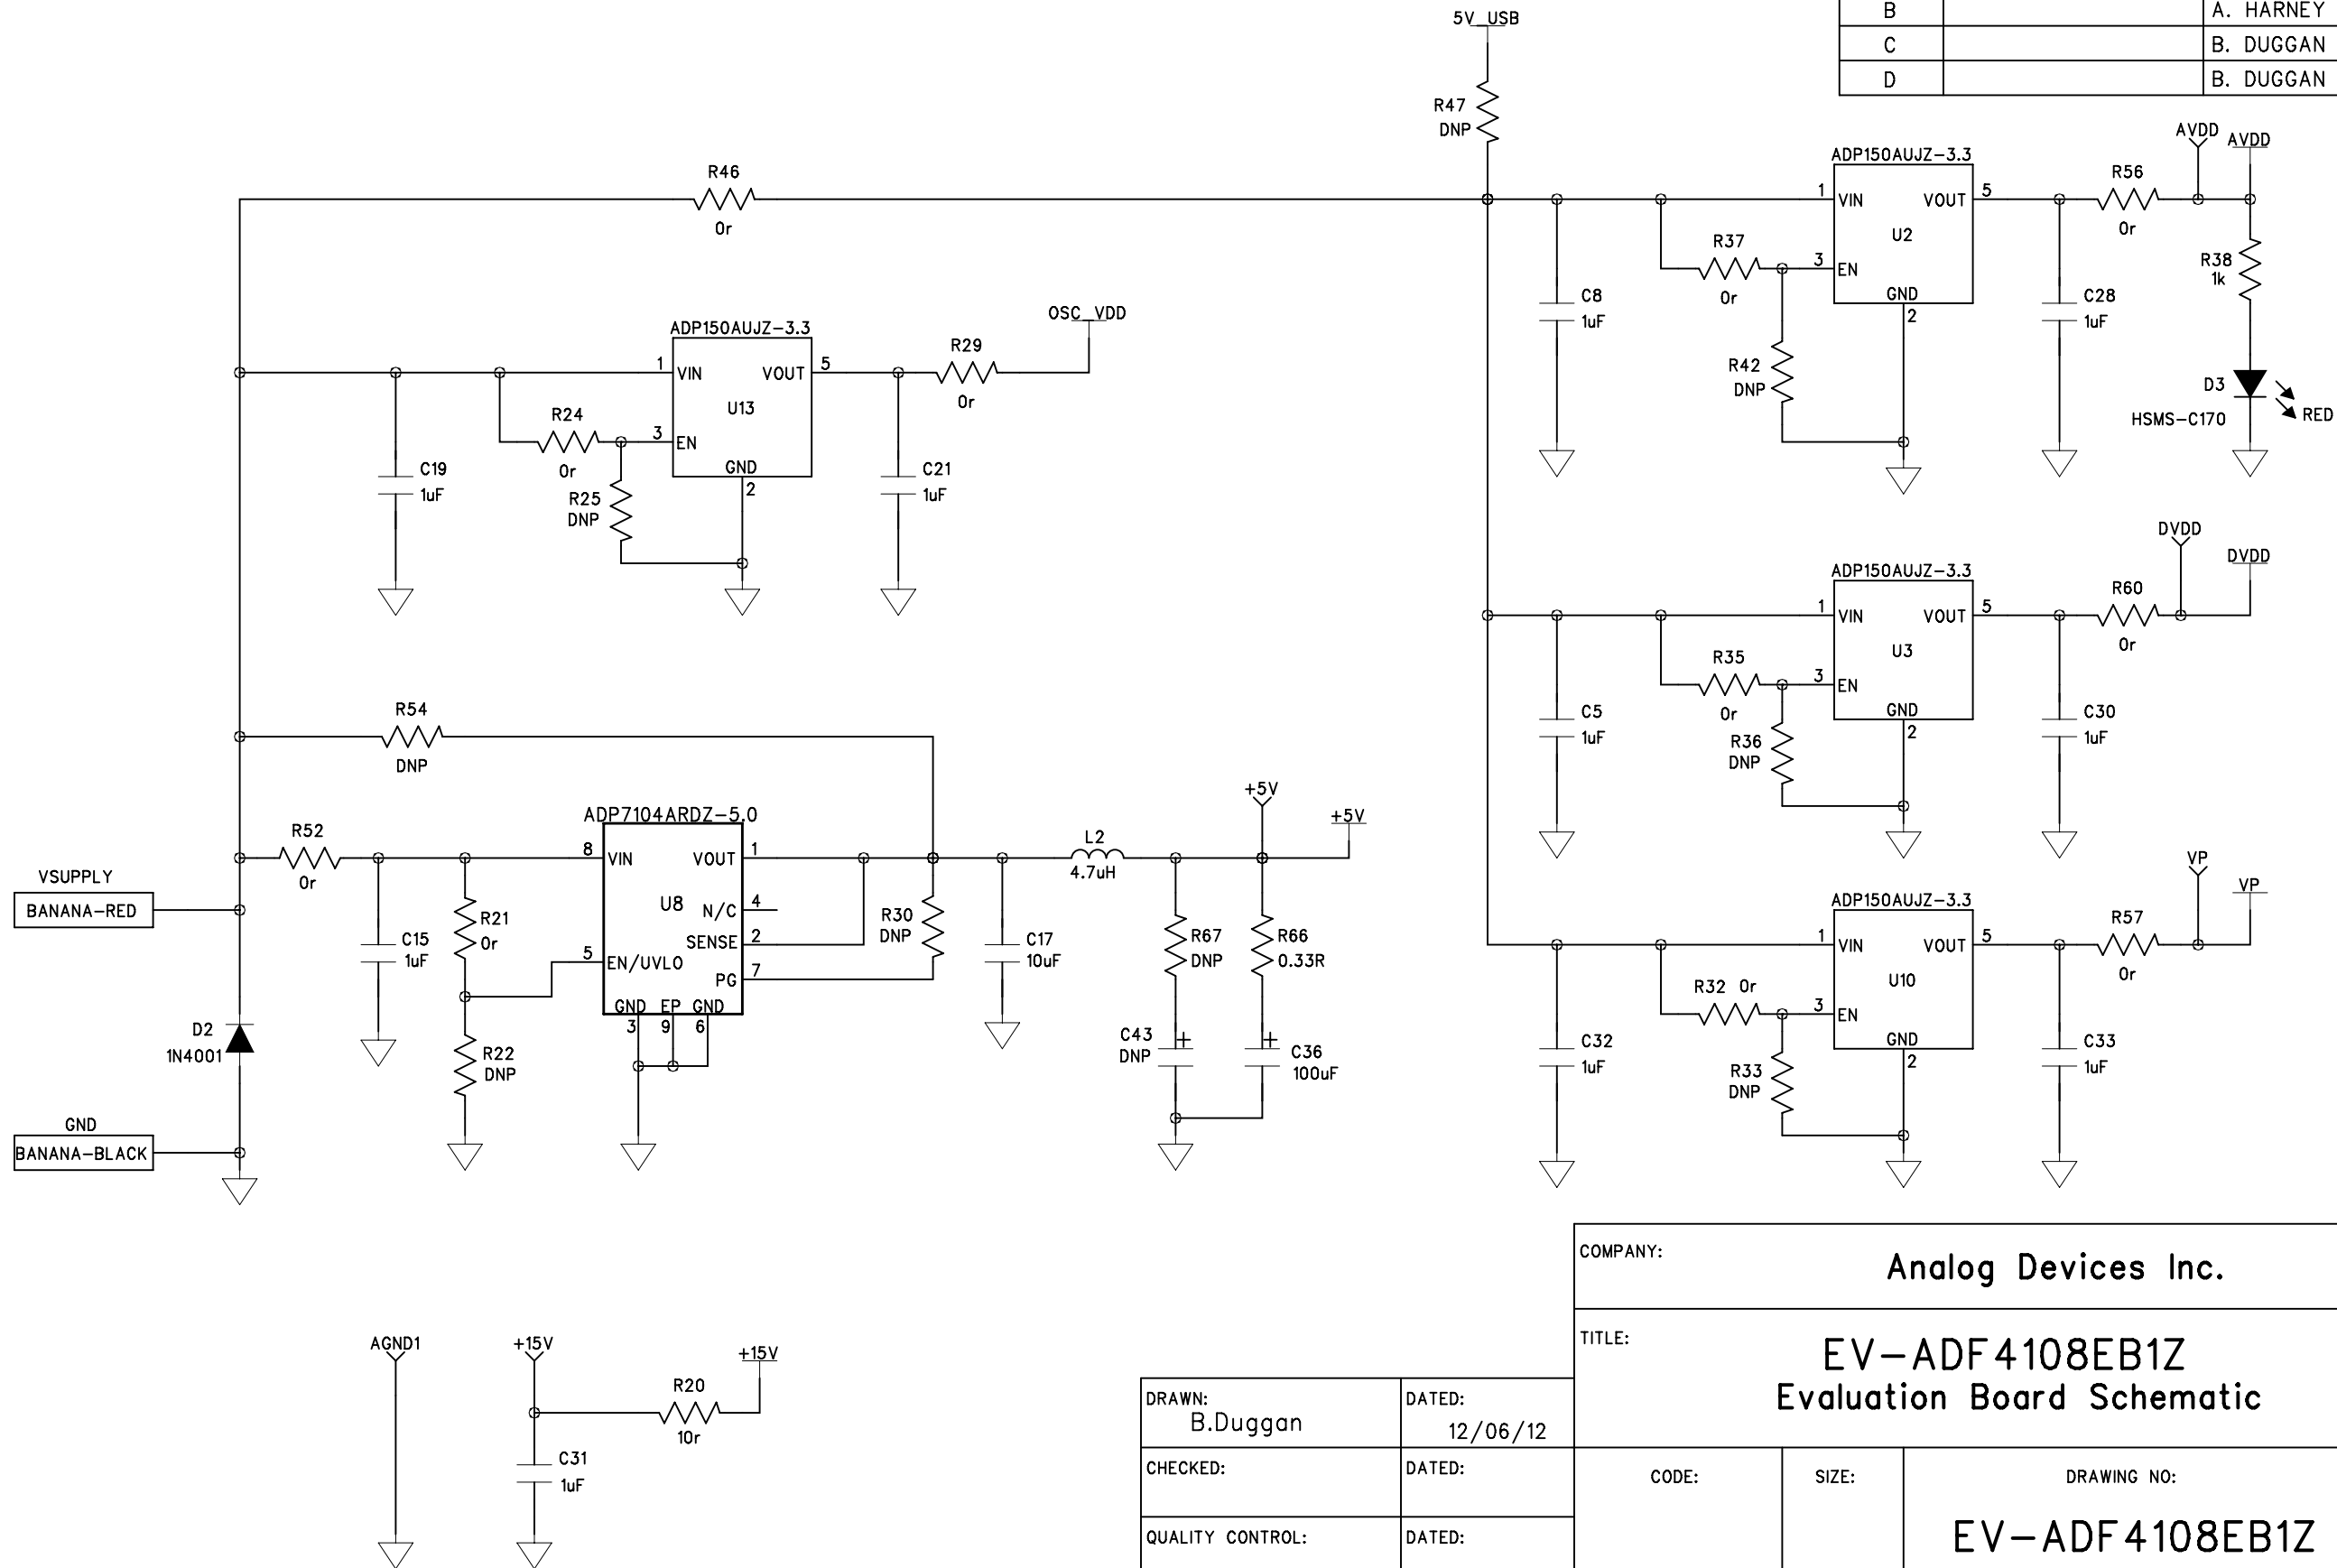 B A. HARNEY
C B. DUGGAN
D B. DUGGAN
5V_USB
R47
DNP
R46
0r
ADP150AUJZ-3.3
1 VIN VOUT 5
U2
3 EN
GND
2
R37
0r
R42
DNP
C8
1uF
C28
1uF
R56
0r
AVDD
AVDD
R38
1k
D3
HSMS-C170
RED
ADP150AUJZ-3.3
1 VIN VOUT 5
U13
3 EN
GND
2
R24
0r
R25
DNP
C19
1uF
C21
1uF
R29
0r
OSC_VDD
ADP150AUJZ-3.3
1 VIN VOUT 5
U3
3 EN
GND
2
R35
0r
R36
DNP
C5
1uF
C30
1uF
R60
0r
DVDD
DVDD
R54
DNP
R52
0r
ADP7104ARDZ-5.0
8 VIN VOUT 1
U8
N/C 4
SENSE 2
5 EN/UVLO
PG 7
GND EP GND
3 9 6
VSUPPLY
BANANA-RED
R21
0r
C15
1uF
R22
DNP
D2
1N4001
GND
BANANA-BLACK
R30
DNP
C17
10uF
L2
4.7uH
+5V
+5V
R67
DNP
R66
0.33R
C43
DNP
+
C36
100uF
+
ADP150AUJZ-3.3
1 VIN VOUT 5
U10
3 EN
GND
2
R32 0r
R33
DNP
C32
1uF
C33
1uF
R57
0r
VP
VP
AGND1
+15V
+15V
R20
10r
C31
1uF
COMPANY:
Analog Devices Inc.
TITLE:
EV-ADF4108EB1Z
Evaluation Board Schematic
DRAWN:
B.Duggan
DATED:
12/06/12
CHECKED:
DATED:
CODE:
SIZE:
DRAWING NO:
EV-ADF4108EB1Z
QUALITY CONTROL:
DATED: